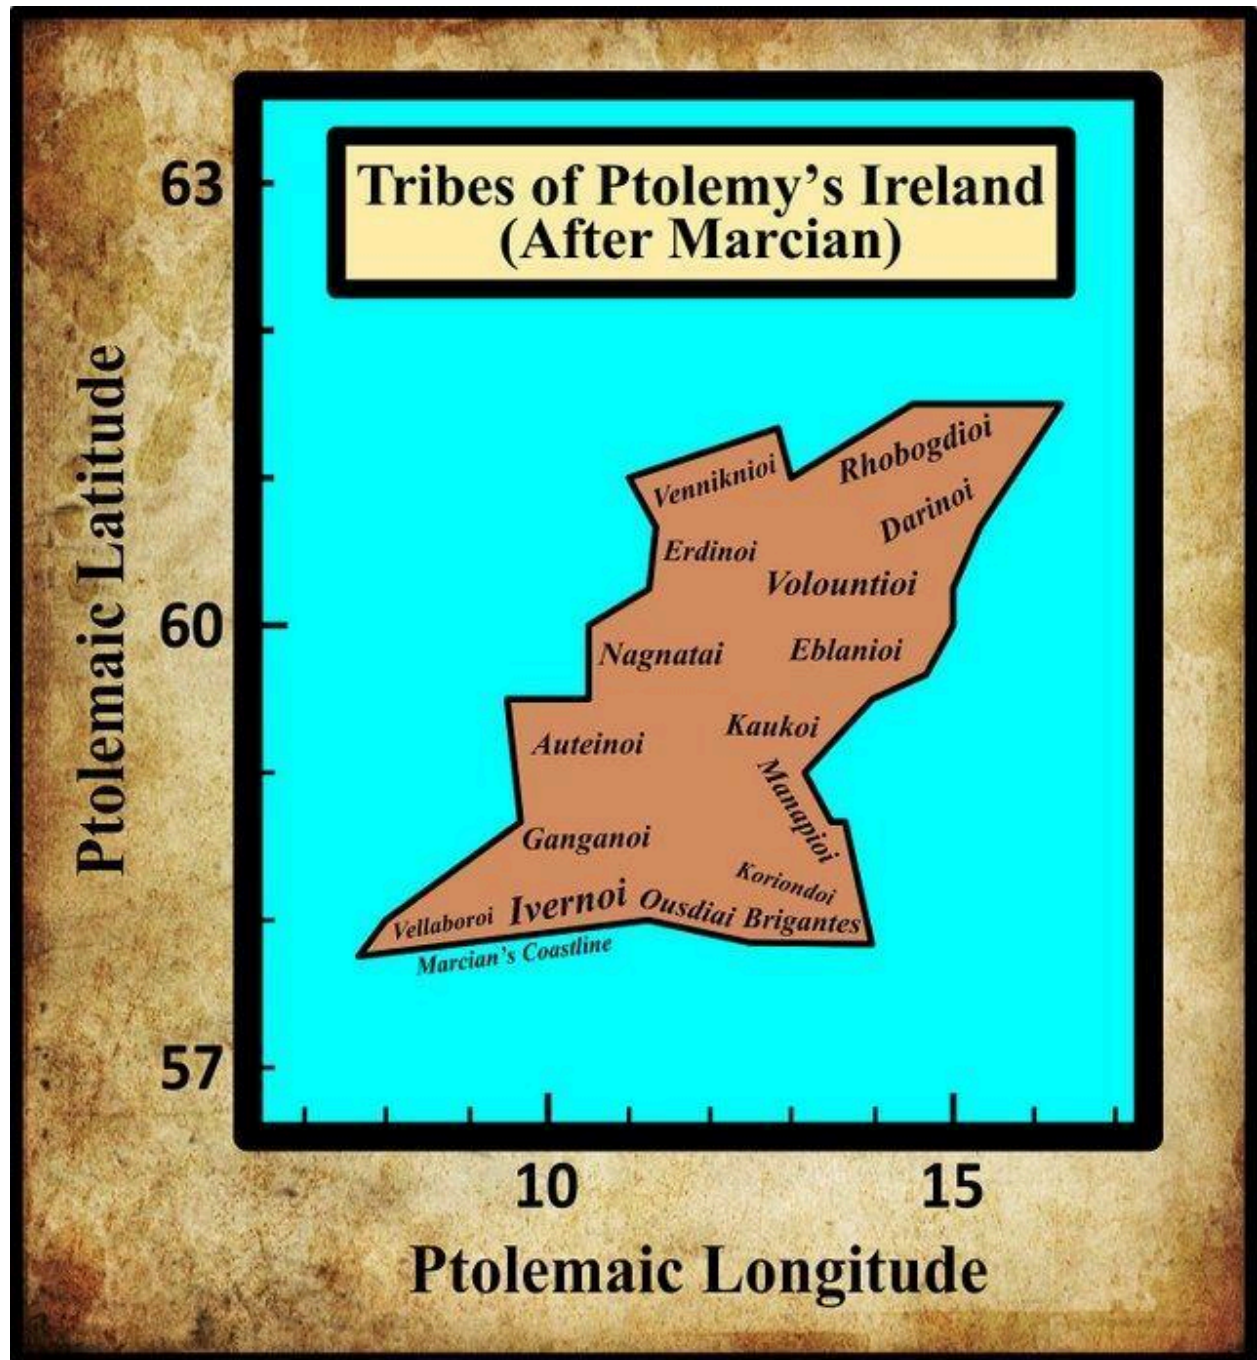 Tribes of Ptolemy’s Ireland
(After Marcian)
63
60
57
Ptolemaic Latitude
Rhobogdioi
Venniknioi
Darinoi
Erdinoi
Volountioi
Nagnatai
Eblanioi
Kaukoi
Auteinoi
Manapioi
Ganganoi
Koriondoi
Vellaboroi
Ivernoi
Ousdiai
Brigantes
Marcian’s Coastline
10
15
Ptolemaic Longitude